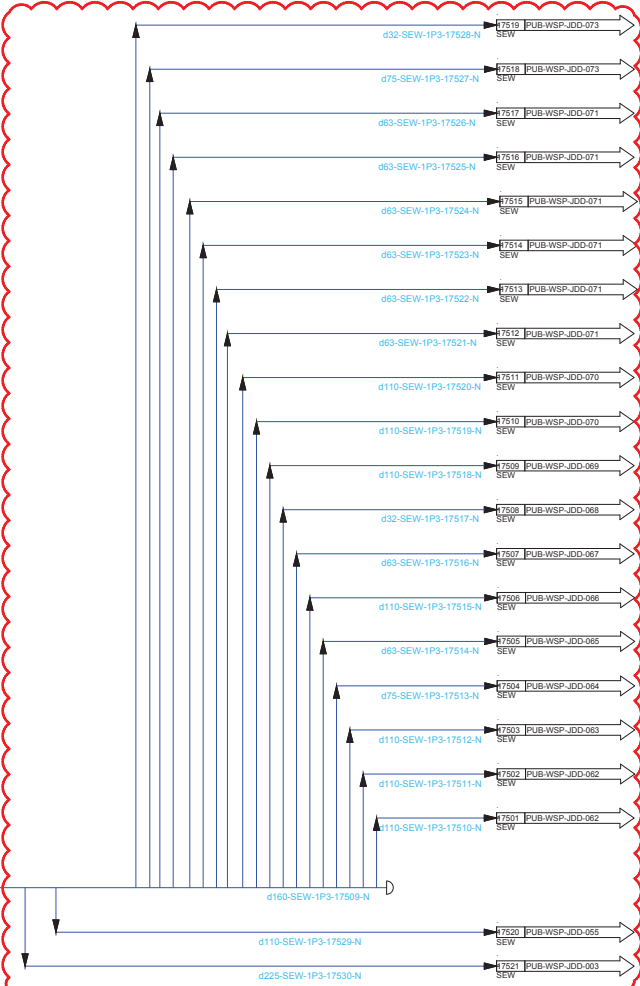 17519 PUB-WSP-JDD-073
d32-SEW-1P3-17528-N SEW
17518 PUB-WSP-JDD-073
d75-SEW-1P3-17527-N SEW
17517 PUB-WSP-JDD-071
d63-SEW-1P3-17526-N SEW
17516 PUB-WSP-JDD-071
d63-SEW-1P3-17525-N SEW
17515 PUB-WSP-JDD-071
d63-SEW-1P3-17524-N SEW
17514 PUB-WSP-JDD-071
d63-SEW-1P3-17523-N SEW
17513 PUB-WSP-JDD-071
d63-SEW-1P3-17522-N SEW
17512 PUB-WSP-JDD-071
d63-SEW-1P3-17521-N SEW
17511 PUB-WSP-JDD-070
d110-SEW-1P3-17520-N SEW
17510 PUB-WSP-JDD-070
d110-SEW-1P3-17519-N SEW
17509 PUB-WSP-JDD-069
d110-SEW-1P3-17518-N SEW
17508 PUB-WSP-JDD-068
d32-SEW-1P3-17517-N SEW
17507 PUB-WSP-JDD-067
d63-SEW-1P3-17516-N SEW
17506 PUB-WSP-JDD-066
d110-SEW-1P3-17515-N SEW
17505 PUB-WSP-JDD-065
d63-SEW-1P3-17514-N SEW
17504 PUB-WSP-JDD-064
d75-SEW-1P3-17513-N SEW
17503 PUB-WSP-JDD-063
d110-SEW-1P3-17512-N SEW
17502 PUB-WSP-JDD-062
d110-SEW-1P3-17511-N SEW
17501 PUB-WSP-JDD-062
d110-SEW-1P3-17510-N SEW
d160-SEW-1P3-17509-N
17520 PUB-WSP-JDD-055
d110-SEW-1P3-17529-N SEW
17521 PUB-WSP-JDD-003
d225-SEW-1P3-17530-N SEW